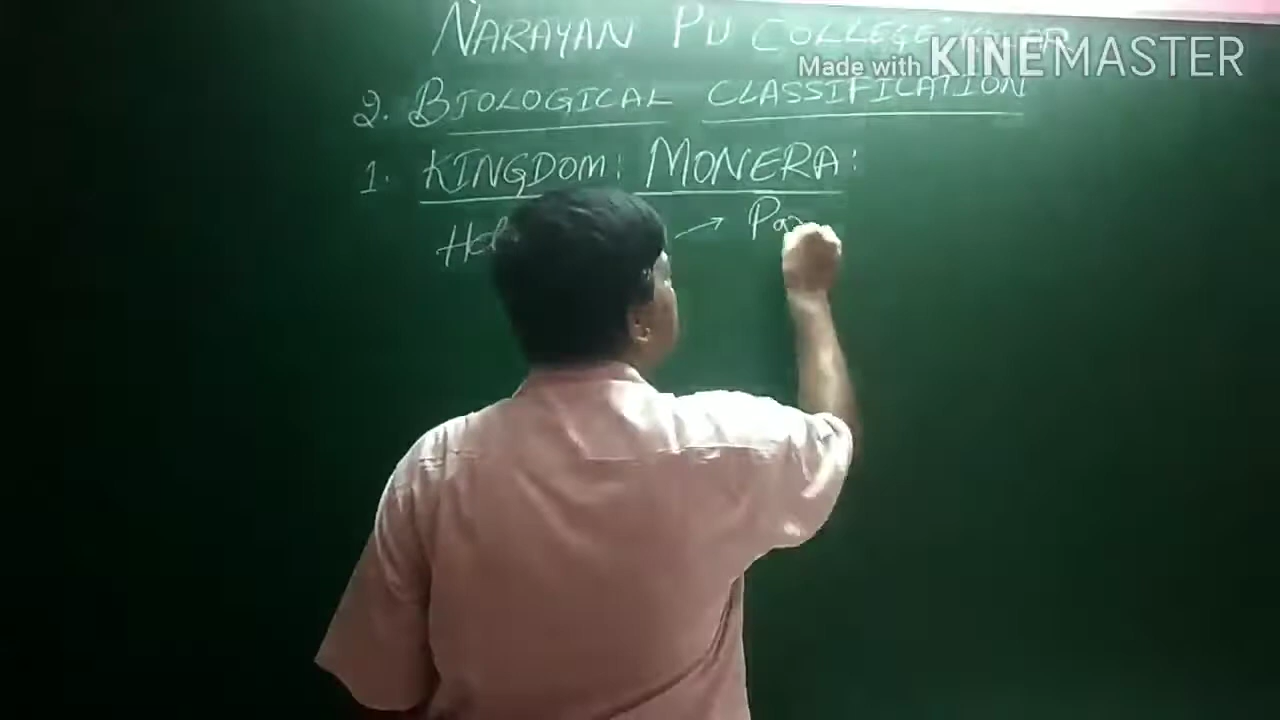 NARAYAN PU COLLEGE
Made with KINEMASTER
2. BIOLOGICAL CLASSIFICATION
1. KINGDOM: MONERA:
→